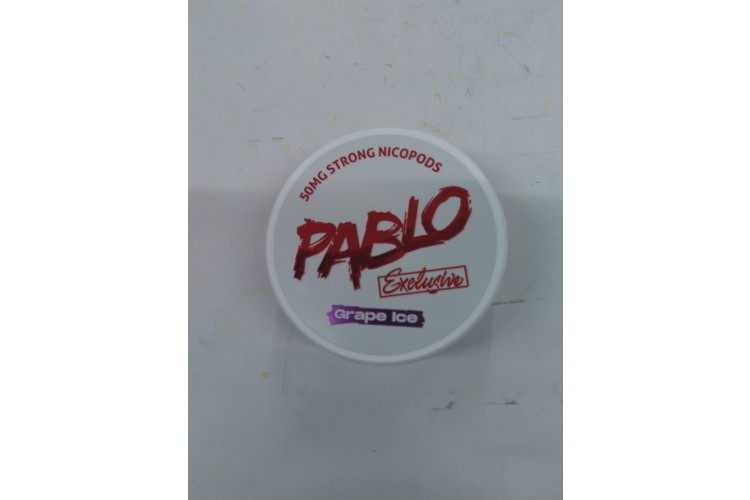 50MG STRONG NICOPODS
PABLO
Exclusive
Grape Ice